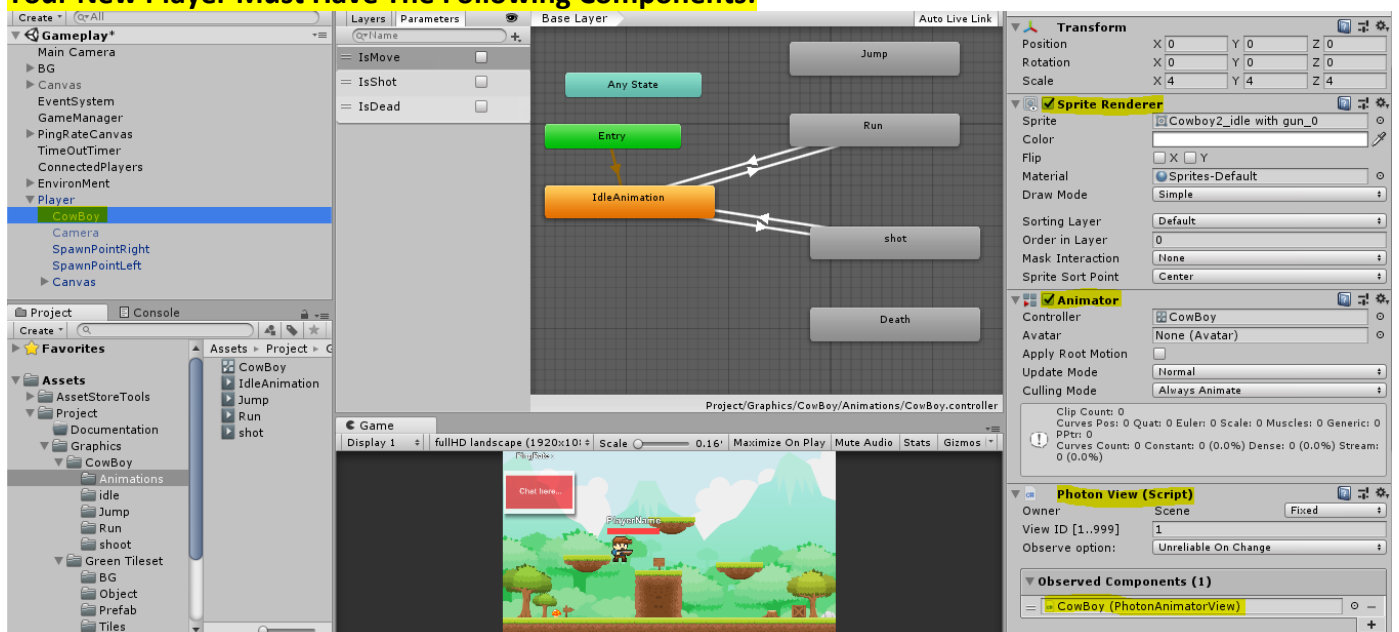 Your New Player Must Have The Following Components:
Create
All
Gameplay*
Main Camera
BG
Canvas
EventSystem
GameManager
PingRateCanvas
TimeOutTimer
ConnectedPlayers
EnvironMent
Player
CowBoy
Camera
SpawnPointRight
SpawnPointLeft
Canvas
Project
Console
Create
Favorites
Assets
AssetStoreTools
Project
Documentation
Graphics
CowBoy
Animations
idle
Jump
Run
shoot
Green Tileset
BG
Object
Prefab
Tiles
Assets Project G
CowBoy
IdleAnimation
Jump
Run
shot
Layers Parameters
Name
IsMove
IsShot
IsDead
Base Layer
Auto Live Link
Any State
Entry
IdleAnimation
Jump
Run
shot
Death
Project/Graphics/CowBoy/Animations/CowBoy.controller
Game
Display 1 fullHD landscape (1920x10 Scale 0.16 Maximize On Play Mute Audio Stats Gizmos
Chat here...
PlayerName
Transform
Position X 0 Y 0 Z 0
Rotation X 0 Y 0 Z 0
Scale X 4 Y 4 Z 4
Sprite Renderer
Sprite Cowboy2_idle with gun_0
Color
Flip X Y
Material Sprites-Default
Draw Mode Simple
Sorting Layer Default
Order in Layer 0
Mask Interaction None
Sprite Sort Point Center
Animator
Controller CowBoy
Avatar None (Avatar)
Apply Root Motion
Update Mode Normal
Culling Mode Always Animate
Clip Count: 0
Curves Pos: 0 Quat: 0 Euler: 0 Scale: 0 Muscles: 0 Generic: 0
PPtr: 0
Curves Count: 0 Constant: 0 (0.0%) Dense: 0 (0.0%) Stream:
0 (0.0%)
Photon View (Script)
Owner Scene Fixed
View ID [1..999] 1
Observe option: Unreliable On Change
Observed Components (1)
CowBoy (PhotonAnimatorView)